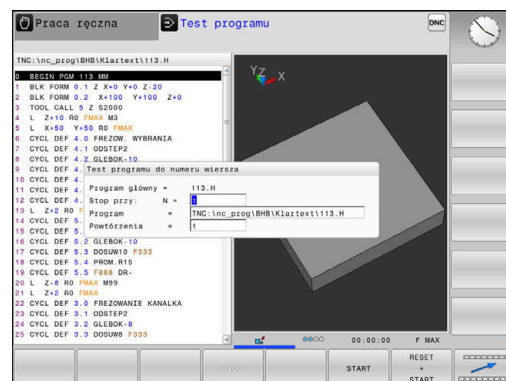 Praca ręczna
Test programu
DNC
TNC:\nc_prog\BHB\Klartext\113.H
0 BEGIN PGM 113 MM
1 BLK FORM 0.1 Z X+0 Y+0 Z-20
2 BLK FORM 0.2 X+100 Y+100 Z+0
3 TOOL CALL 5 Z S2000
4 L Z+10 R0 FMAX M3
5 L X+50 Y+50 R0 FMAX
6 CYCL DEF 4.0 FREZOW. WYBRANIA
7 CYCL DEF 4.1 ODSTEP2
8 CYCL DEF 4.2 GLEBOK-10
9 CYCL DEF 4.
10 CYCL DEF 4.
11 CYCL DEF 4.
12 CYCL DEF 4.
13 L Z+2 R0 F
14 CYCL DEF 5.
15 CYCL DEF 5.
16 CYCL DEF 5.2 GLEBOK-10
17 CYCL DEF 5.3 DOSUW10 F333
18 CYCL DEF 5.4 PROM.R15
19 CYCL DEF 5.5 F888 DR-
20 L Z-8 R0 FMAX M99
21 L Z+2 R0 FMAX
22 CYCL DEF 3.0 FREZOWANIE KANALKA
23 CYCL DEF 3.1 ODSTEP2
24 CYCL DEF 3.2 GLEBOK-8
25 CYCL DEF 3.3 DOSUW8 F333
YZ X
Test programu do numeru wiersza
Program główny = 113.H
Stop przy: N = 1
Program = TNC:\nc_prog\BHB\Klartext\113.H
Powtórzenia = 1
00:00:00 F MAX
START
RESET
+
START